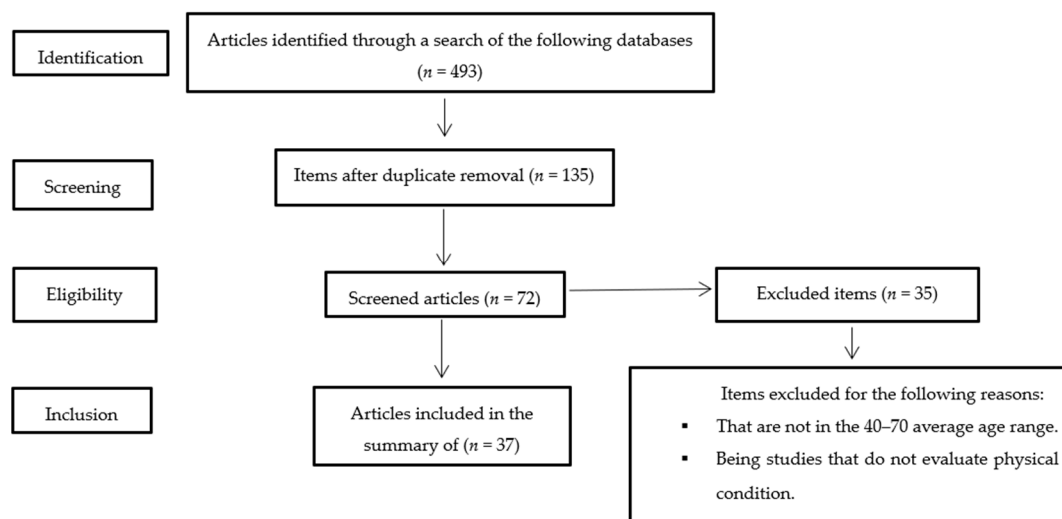 Identification
Articles identified through a search of the following databases
(n = 493)
Screening
Items after duplicate removal (n = 135)
Eligibility
Screened articles (n = 72)
Excluded items (n = 35)
Inclusion
Articles included in the
summary of (n = 37)
Items excluded for the following reasons:
▪ That are not in the 40–70 average age range.
▪ Being studies that do not evaluate physical
condition.